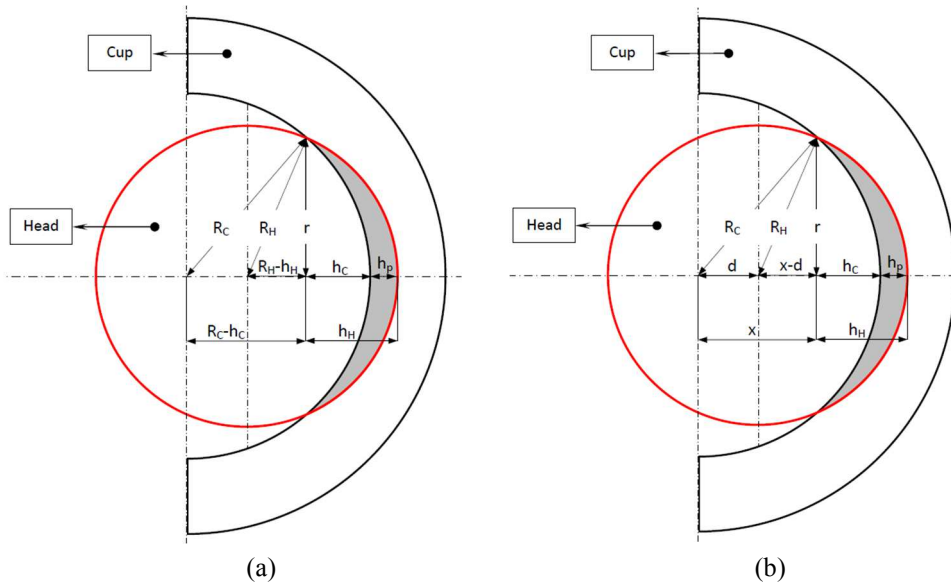 Cup
Head
R_C
R_H
r
R_H-h_H
h_C
h_p
R_C-h_C
h_H
(a)
Cup
Head
R_C
R_H
r
d
x-d
h_C
h_p
x
h_H
(b)